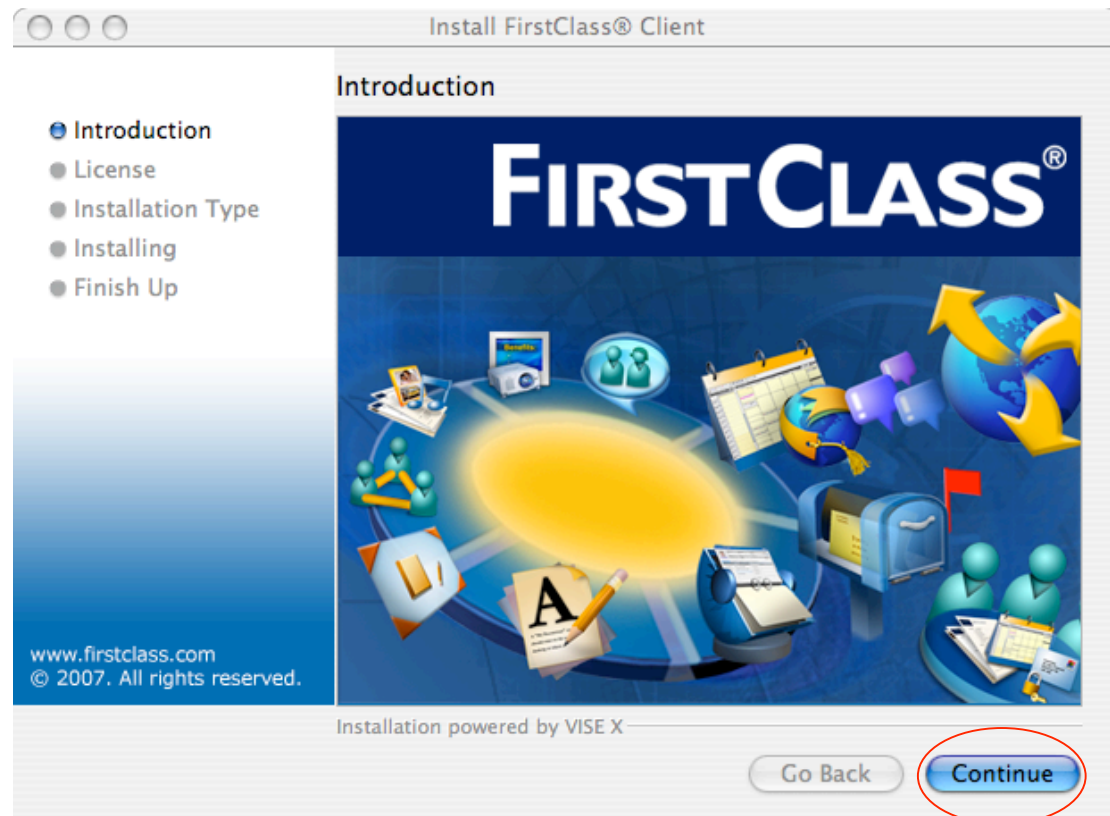 Install FirstClass® Client
Introduction
Introduction
License
Installation Type
Installing
Finish Up
FIRSTCLASS®
Benefits
A
www.firstclass.com
© 2007. All rights reserved.
Installation powered by VISE X
Go Back
Continue